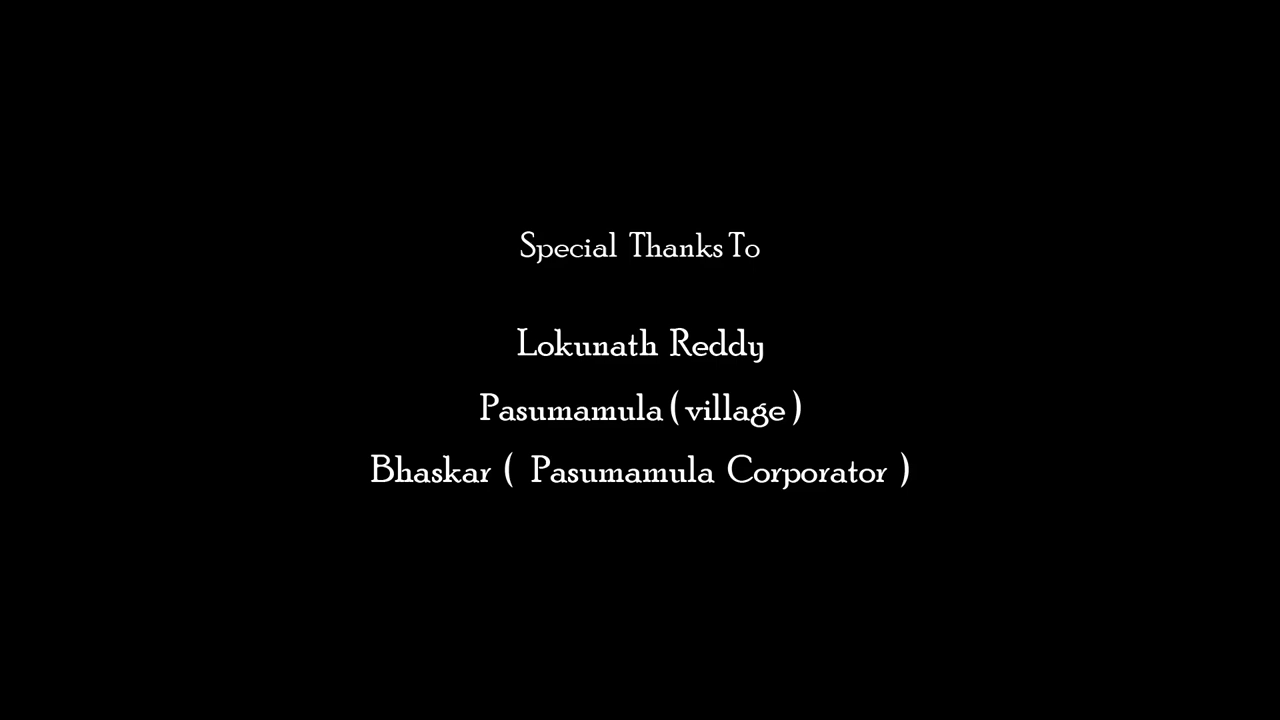 Special Thanks To
Lokunath Reddy
Pasumamula ( village )
Bhaskar ( Pasumamula Corporator )